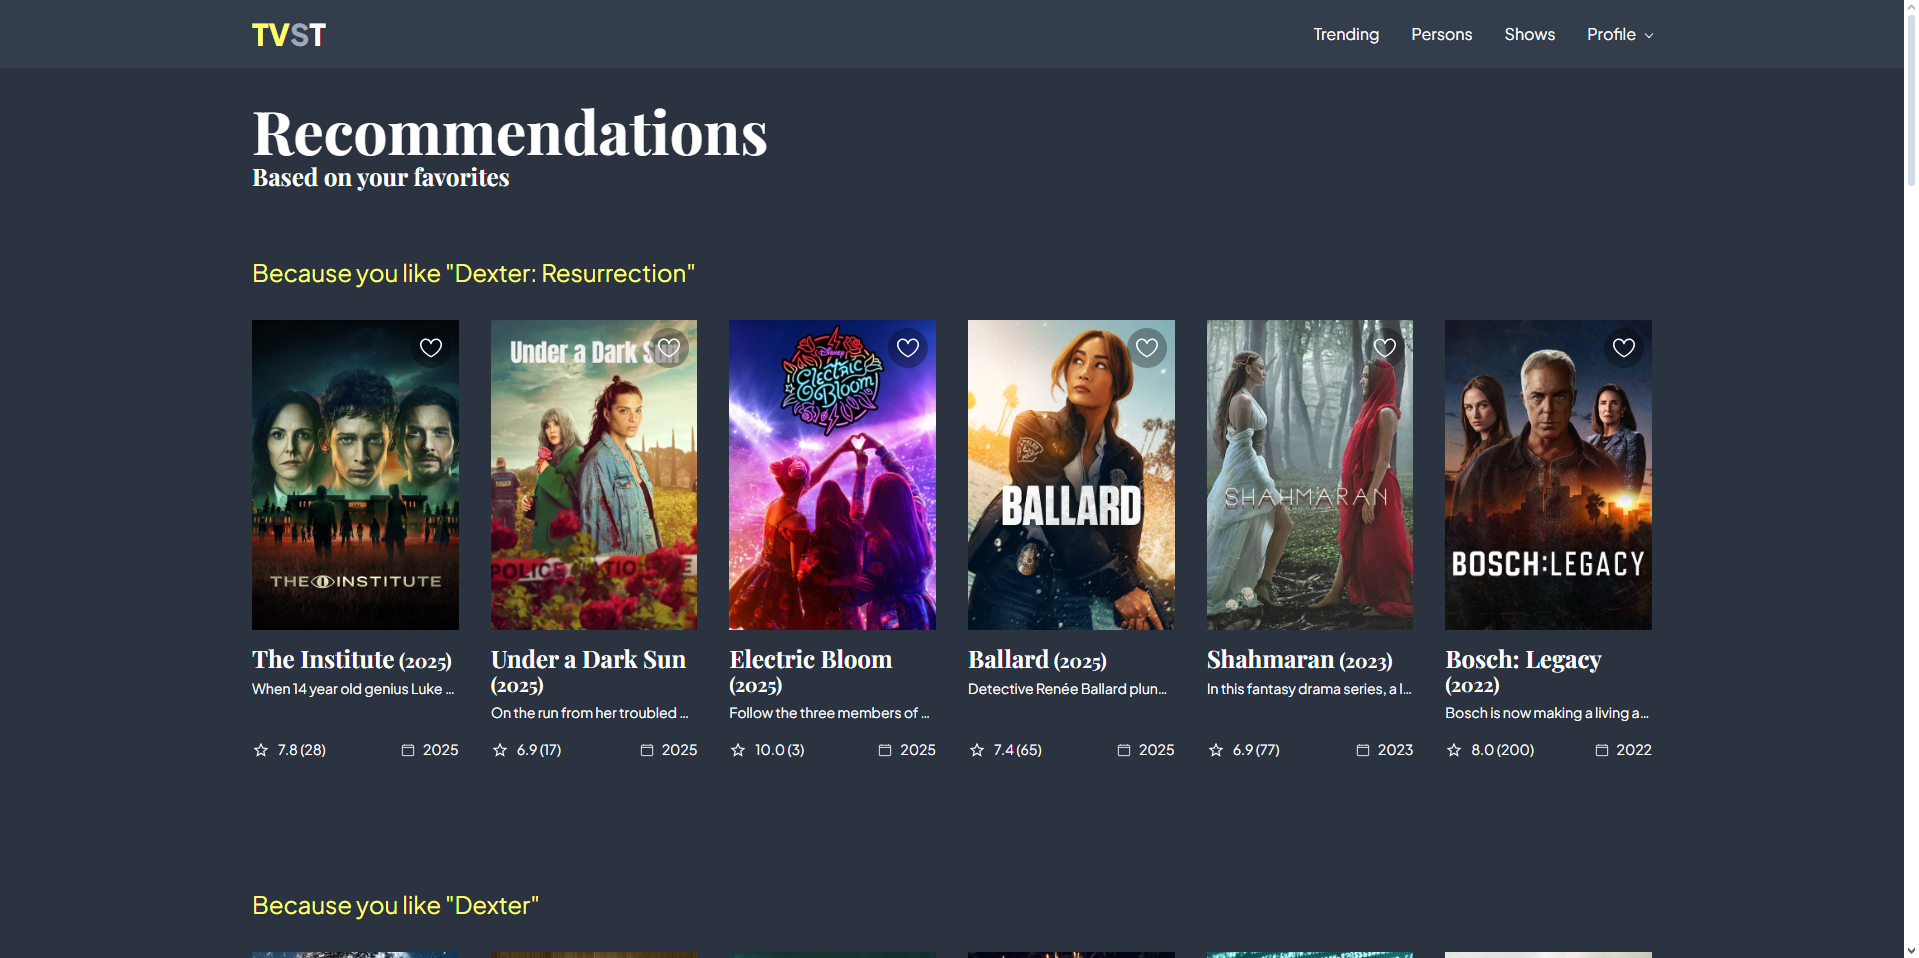 TVST
Trending Persons Shows Profile
Recommendations
Based on your favorites
Because you like "Dexter: Resurrection"
THE INSTITUTE
The Institute (2025)
When 14 year old genius Luke ...
7.8 (28) 2025
Under a Dark Sun
POLICE
Under a Dark Sun
(2025)
On the run from her troubled ...
6.9 (17) 2025
Disney
Electric
Bloom
Electric Bloom
(2025)
Follow the three members of ...
10.0 (3) 2025
BALLARD
Ballard (2025)
Detective Renée Ballard plun...
7.4 (65) 2025
SHAHMARAN
Shahmaran (2023)
In this fantasy drama series, a l...
6.9 (77) 2023
BOSCH:LEGACY
Bosch: Legacy
(2022)
Bosch is now making a living a...
8.0 (200) 2022
Because you like "Dexter"